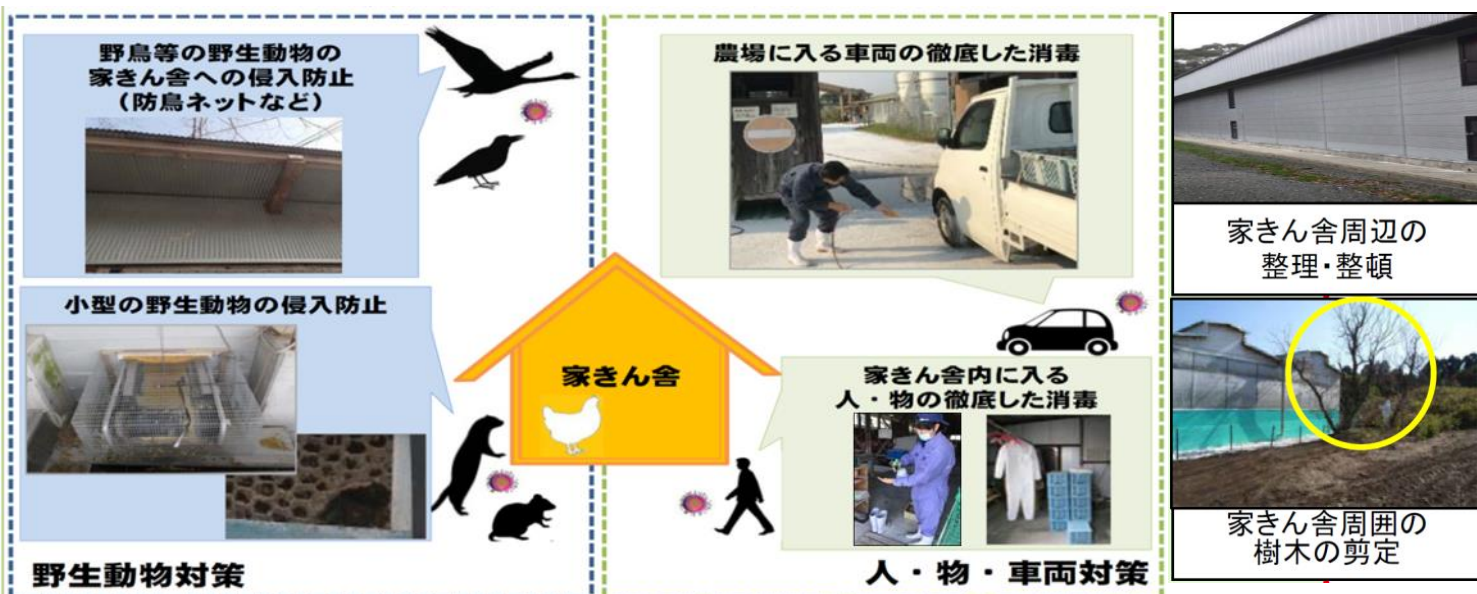 野鳥等の野生動物の
家きん舎への侵入防止
（防鳥ネットなど）
小型の野生動物の侵入防止
野生動物対策
家きん舎
農場に入る車両の徹底した消毒
家きん舎内に入る
人・物の徹底した消毒
人・物・車両対策
家きん舎周辺の
整理・整頓
家きん舎周囲の
樹木の剪定